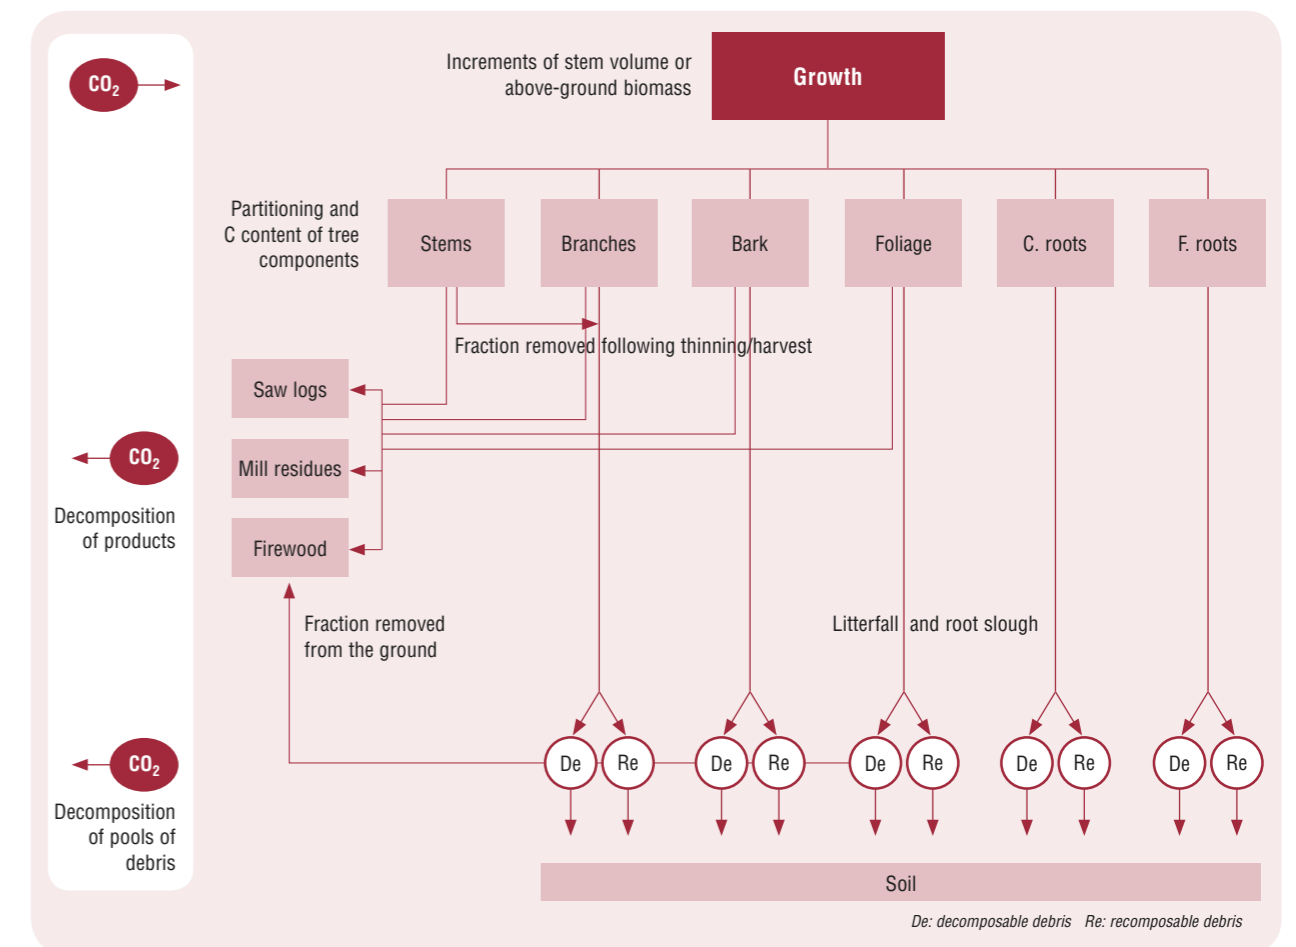 CO2
Increments of stem volume or
above-ground biomass
Growth
Partitioning and
C content of tree
components
Stems
Branches
Bark
Foliage
C. roots
F. roots
Fraction removed following thinning/harvest
Saw logs
CO2
Mill residues
Decomposition
of products
Firewood
Fraction removed
from the ground
Litterfall and root slough
CO2
De
Re
De
Re
De
Re
De
Re
De
Re
Decomposition
of pools of
debris
Soil
De: decomposable debris Re: recomposable debris